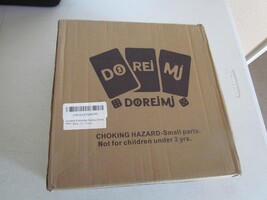 DO RE MI
DOREMI
CHOKING HAZARD-Small parts.
Not for children under 3 yrs.